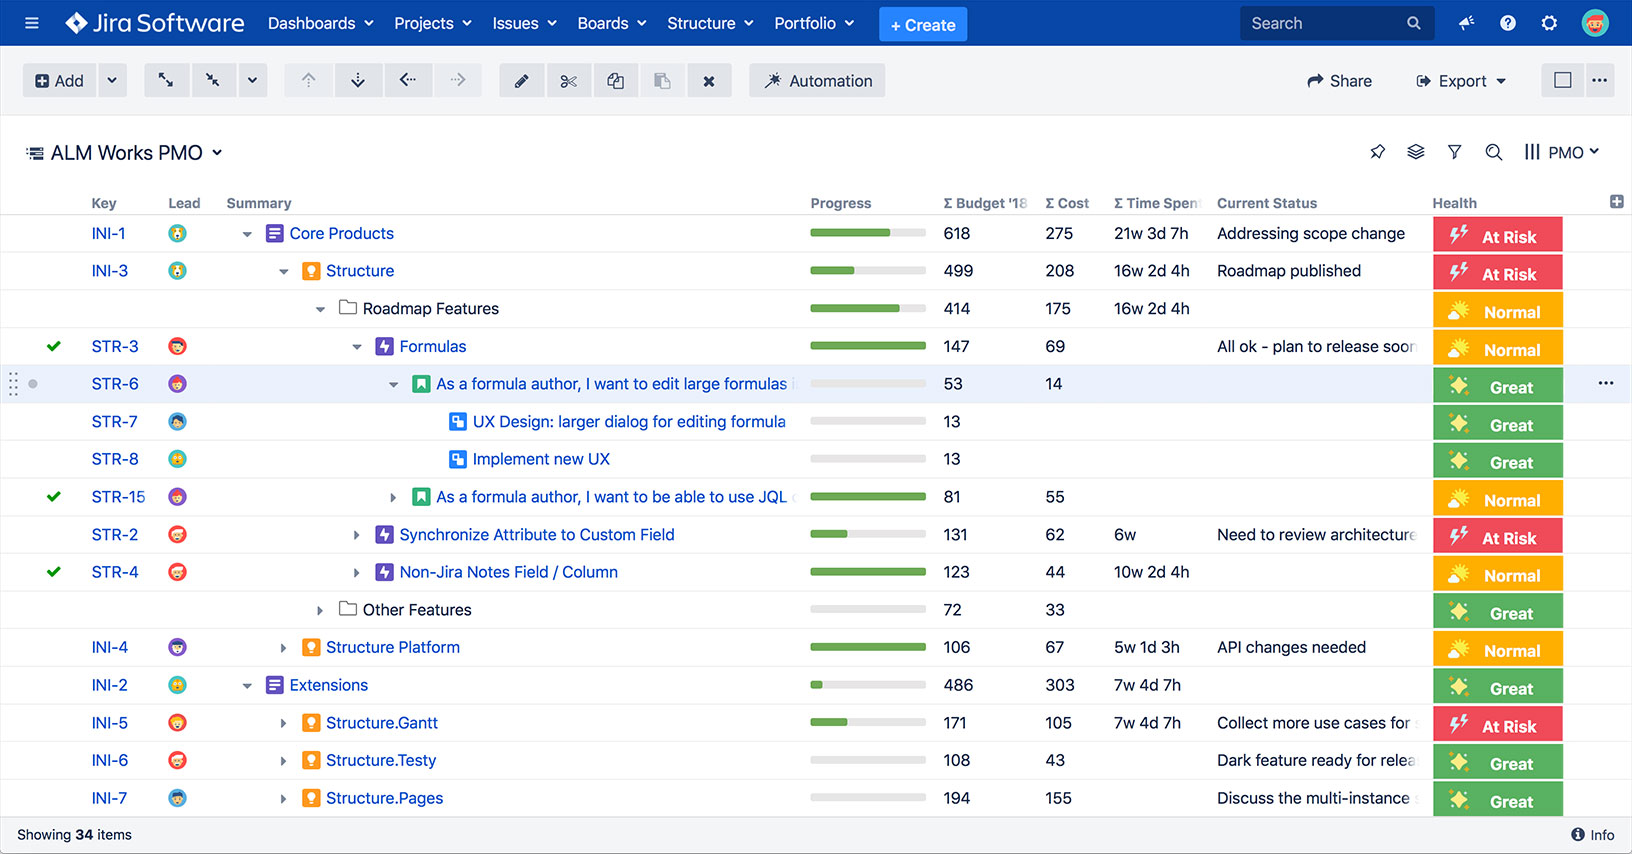 Jira Software Dashboards Projects Issues Boards Structure Portfolio + Create Search
Add Automation Share Export
ALM Works PMO PMO
Key Lead Summary Progress Σ Budget '18 Σ Cost Σ Time Spent Current Status Health
INI-1 Core Products 618 275 21w 3d 7h Addressing scope change At Risk
INI-3 Structure 499 208 16w 2d 4h Roadmap published At Risk
Roadmap Features 414 175 16w 2d 4h Normal
STR-3 Formulas 147 69 All ok - plan to release soon Normal
STR-6 As a formula author, I want to edit large formulas 53 14 Great
STR-7 UX Design: larger dialog for editing formula 13 Great
STR-8 Implement new UX 13 Great
STR-15 As a formula author, I want to be able to use JQL 81 55 Normal
STR-2 Synchronize Attribute to Custom Field 131 62 6w Need to review architecture At Risk
STR-4 Non-Jira Notes Field / Column 123 44 10w 2d 4h Normal
Other Features 72 33 Great
INI-4 Structure Platform 106 67 5w 1d 3h API changes needed Normal
INI-2 Extensions 486 303 7w 4d 7h Great
INI-5 Structure.Gantt 171 105 7w 4d 7h Collect more use cases for At Risk
INI-6 Structure.Testy 108 43 Dark feature ready for relea Great
INI-7 Structure.Pages 194 155 Discuss the multi-instance Great
Showing 34 items Info